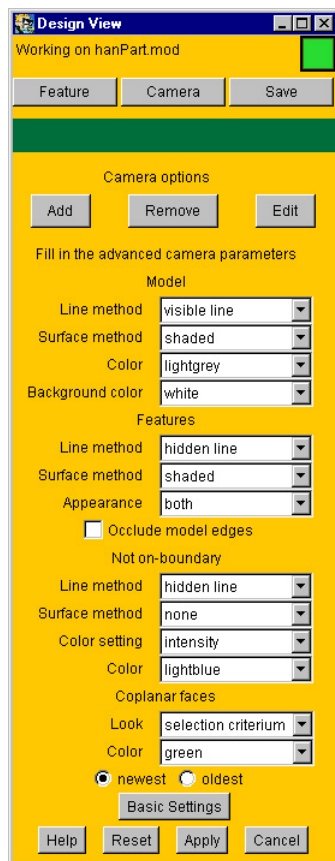 Design View
Working on hanPart.mod
Feature Camera Save
Camera options
Add Remove Edit
Fill in the advanced camera parameters
Model
Line method visible line
Surface method shaded
Color lightgrey
Background color white
Features
Line method hidden line
Surface method shaded
Appearance both
Occlude model edges
Not on-boundary
Line method hidden line
Surface method none
Color setting intensity
Color lightblue
Coplanar faces
Look selection criterium
Color green
newest oldest
Basic Settings
Help Reset Apply Cancel